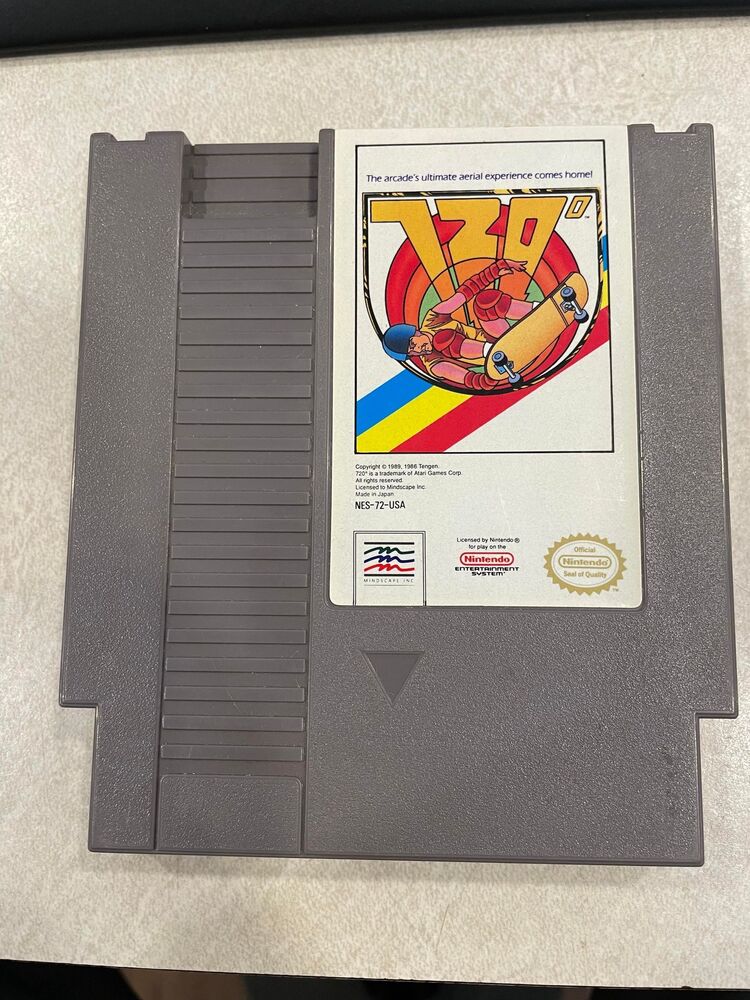 The arcade's ultimate aerial experience comes home!
720°™
Copyright © 1989, 1986 Tengen.
720° is a trademark of Atari Games Corp.
All rights reserved.
Licensed to Mindscape Inc.
Made in Japan
NES-72-USA
MINDSCAPE INC
Licensed by Nintendo®
for play on the
Nintendo
ENTERTAINMENT
SYSTEM
Official
Nintendo
Seal of Quality
™